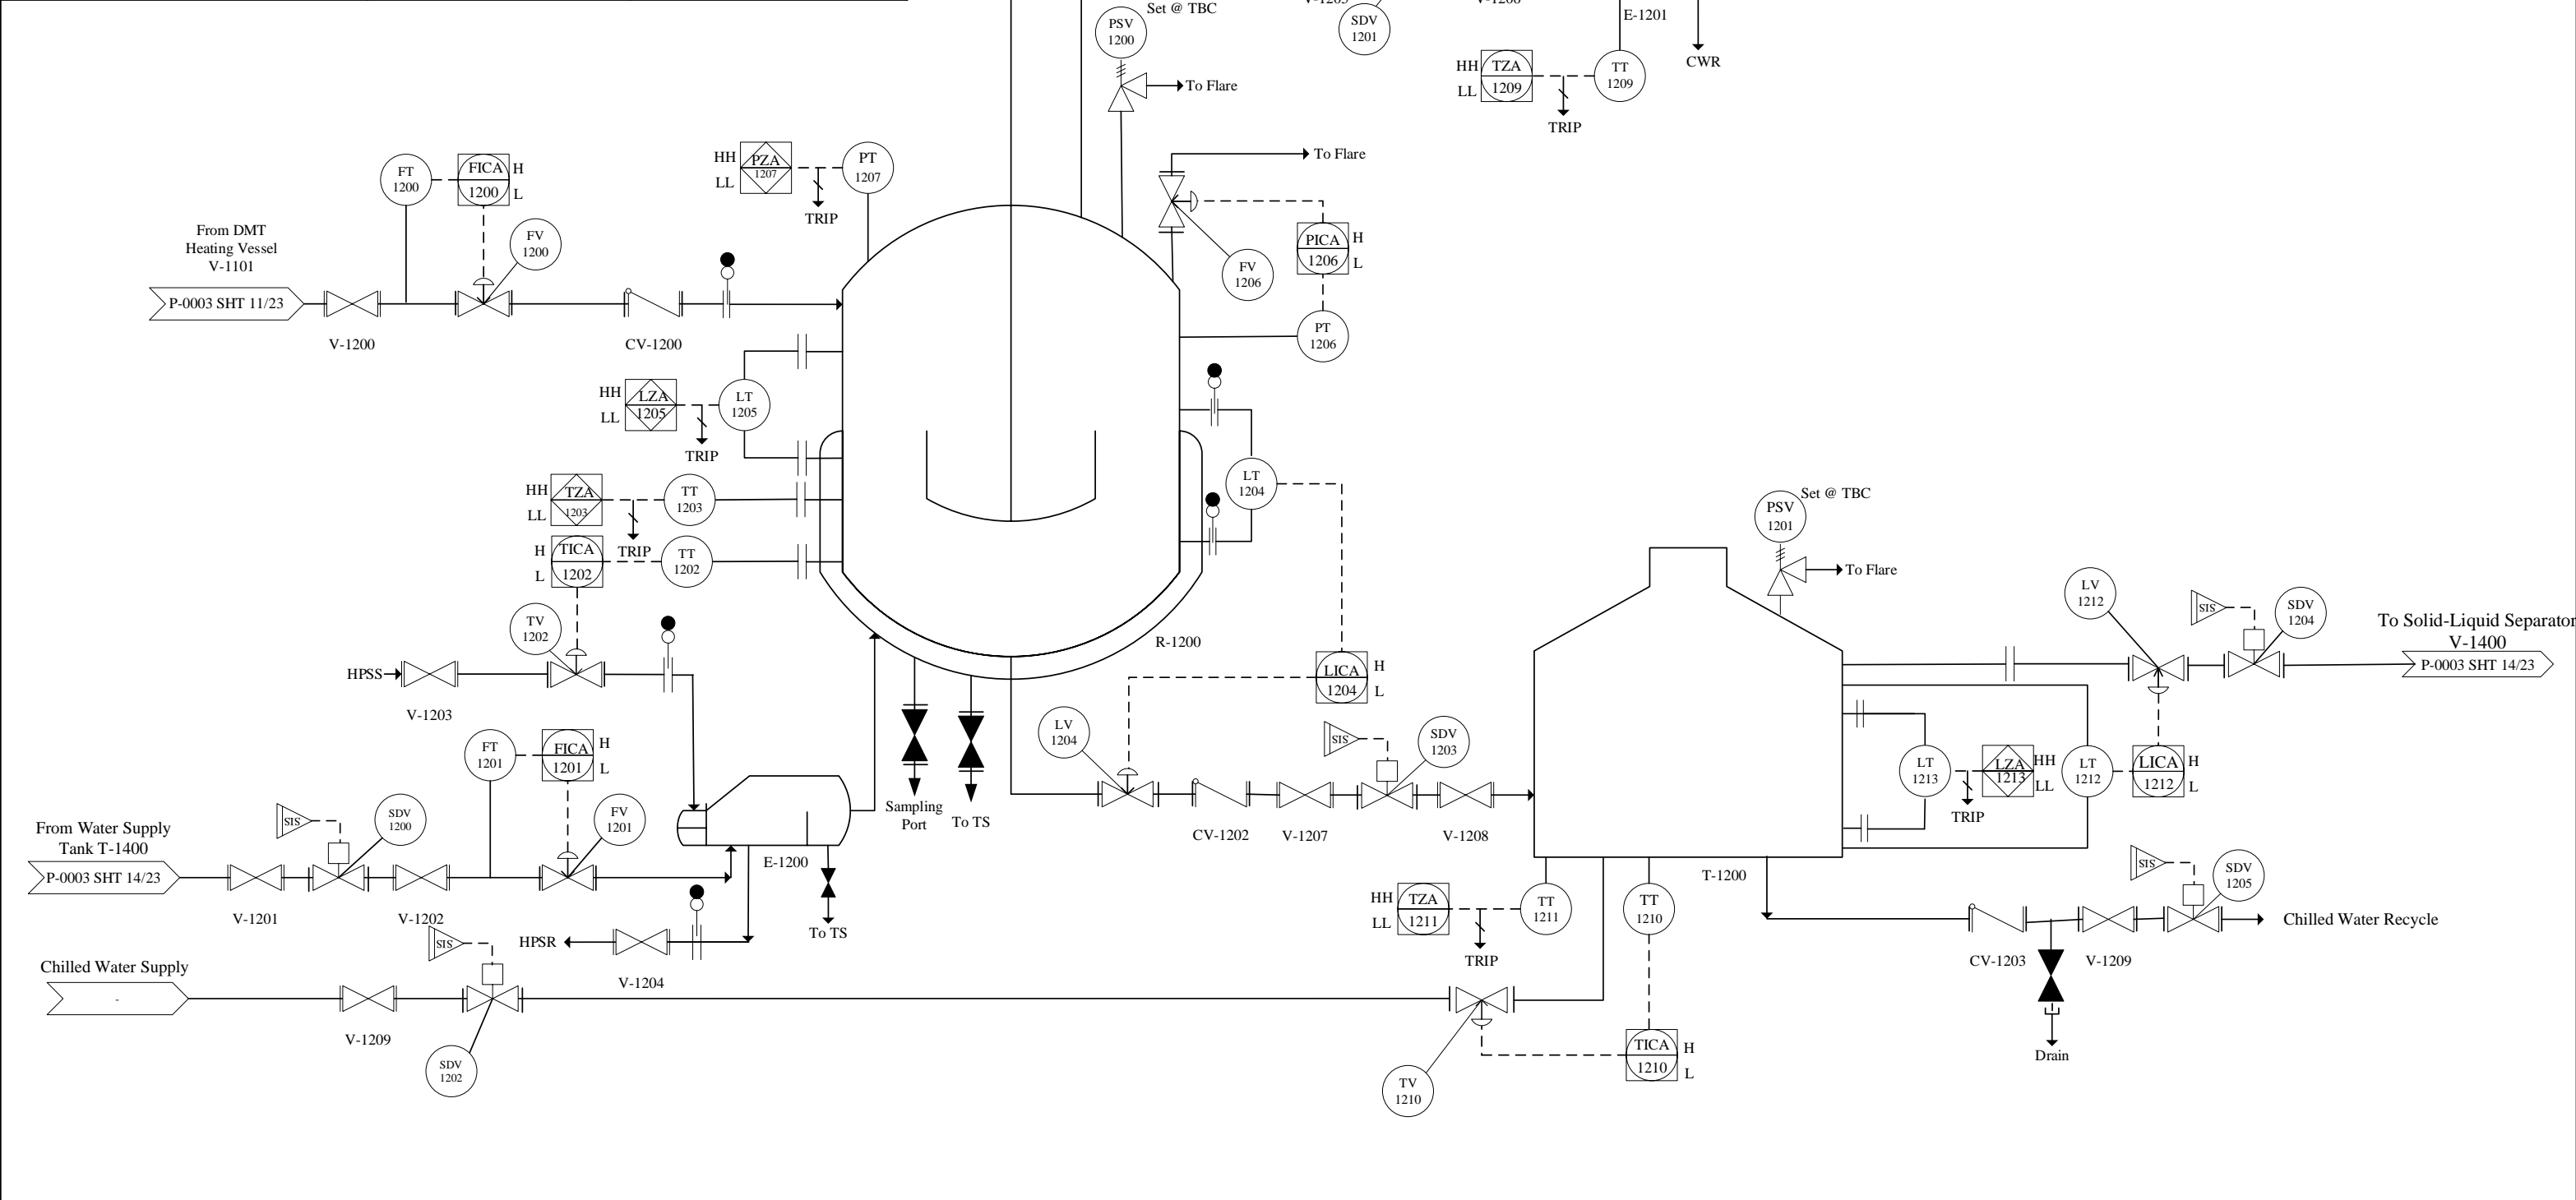 Set @ TBC
PSV
1200
To Flare
SDV
1201
E-1201
CWR
HH
LL
TZA
1209
TT
1209
TRIP
FT
1200
FICA
1200
H
L
FV
1200
From DMT
Heating Vessel
V-1101
P-0003 SHT 11/23
V-1200
CV-1200
HH
LL
PZA
1207
PT
1207
TRIP
To Flare
FV
1206
PICA
1206
H
L
PT
1206
HH
LL
LZA
1205
LT
1205
TRIP
HH
LL
TZA
1203
TT
1203
TRIP
H
L
TICA
1202
TT
1202
TV
1202
HPSS
V-1203
LT
1204
R-1200
LICA
1204
H
L
FT
1201
FICA
1201
H
L
FV
1201
From Water Supply
Tank T-1400
P-0003 SHT 14/23
SIS
SDV
1200
V-1201
V-1202
E-1200
To TS
HPSR
V-1204
Sampling
Port
To TS
LV
1204
CV-1202
V-1207
SIS
SDV
1203
V-1208
Chilled Water Supply
-
V-1209
SIS
SDV
1202
PSV
1201
Set @ TBC
To Flare
T-1200
LV
1212
SIS
SDV
1204
To Solid-Liquid Separator
V-1400
P-0003 SHT 14/23
LT
1213
LZA
1213
HH
LL
TRIP
LT
1212
LICA
1212
H
L
HH
LL
TZA
1211
TT
1211
TRIP
TT
1210
TICA
1210
H
L
TV
1210
SIS
SDV
1205
CV-1203
V-1209
Chilled Water Recycle
Drain